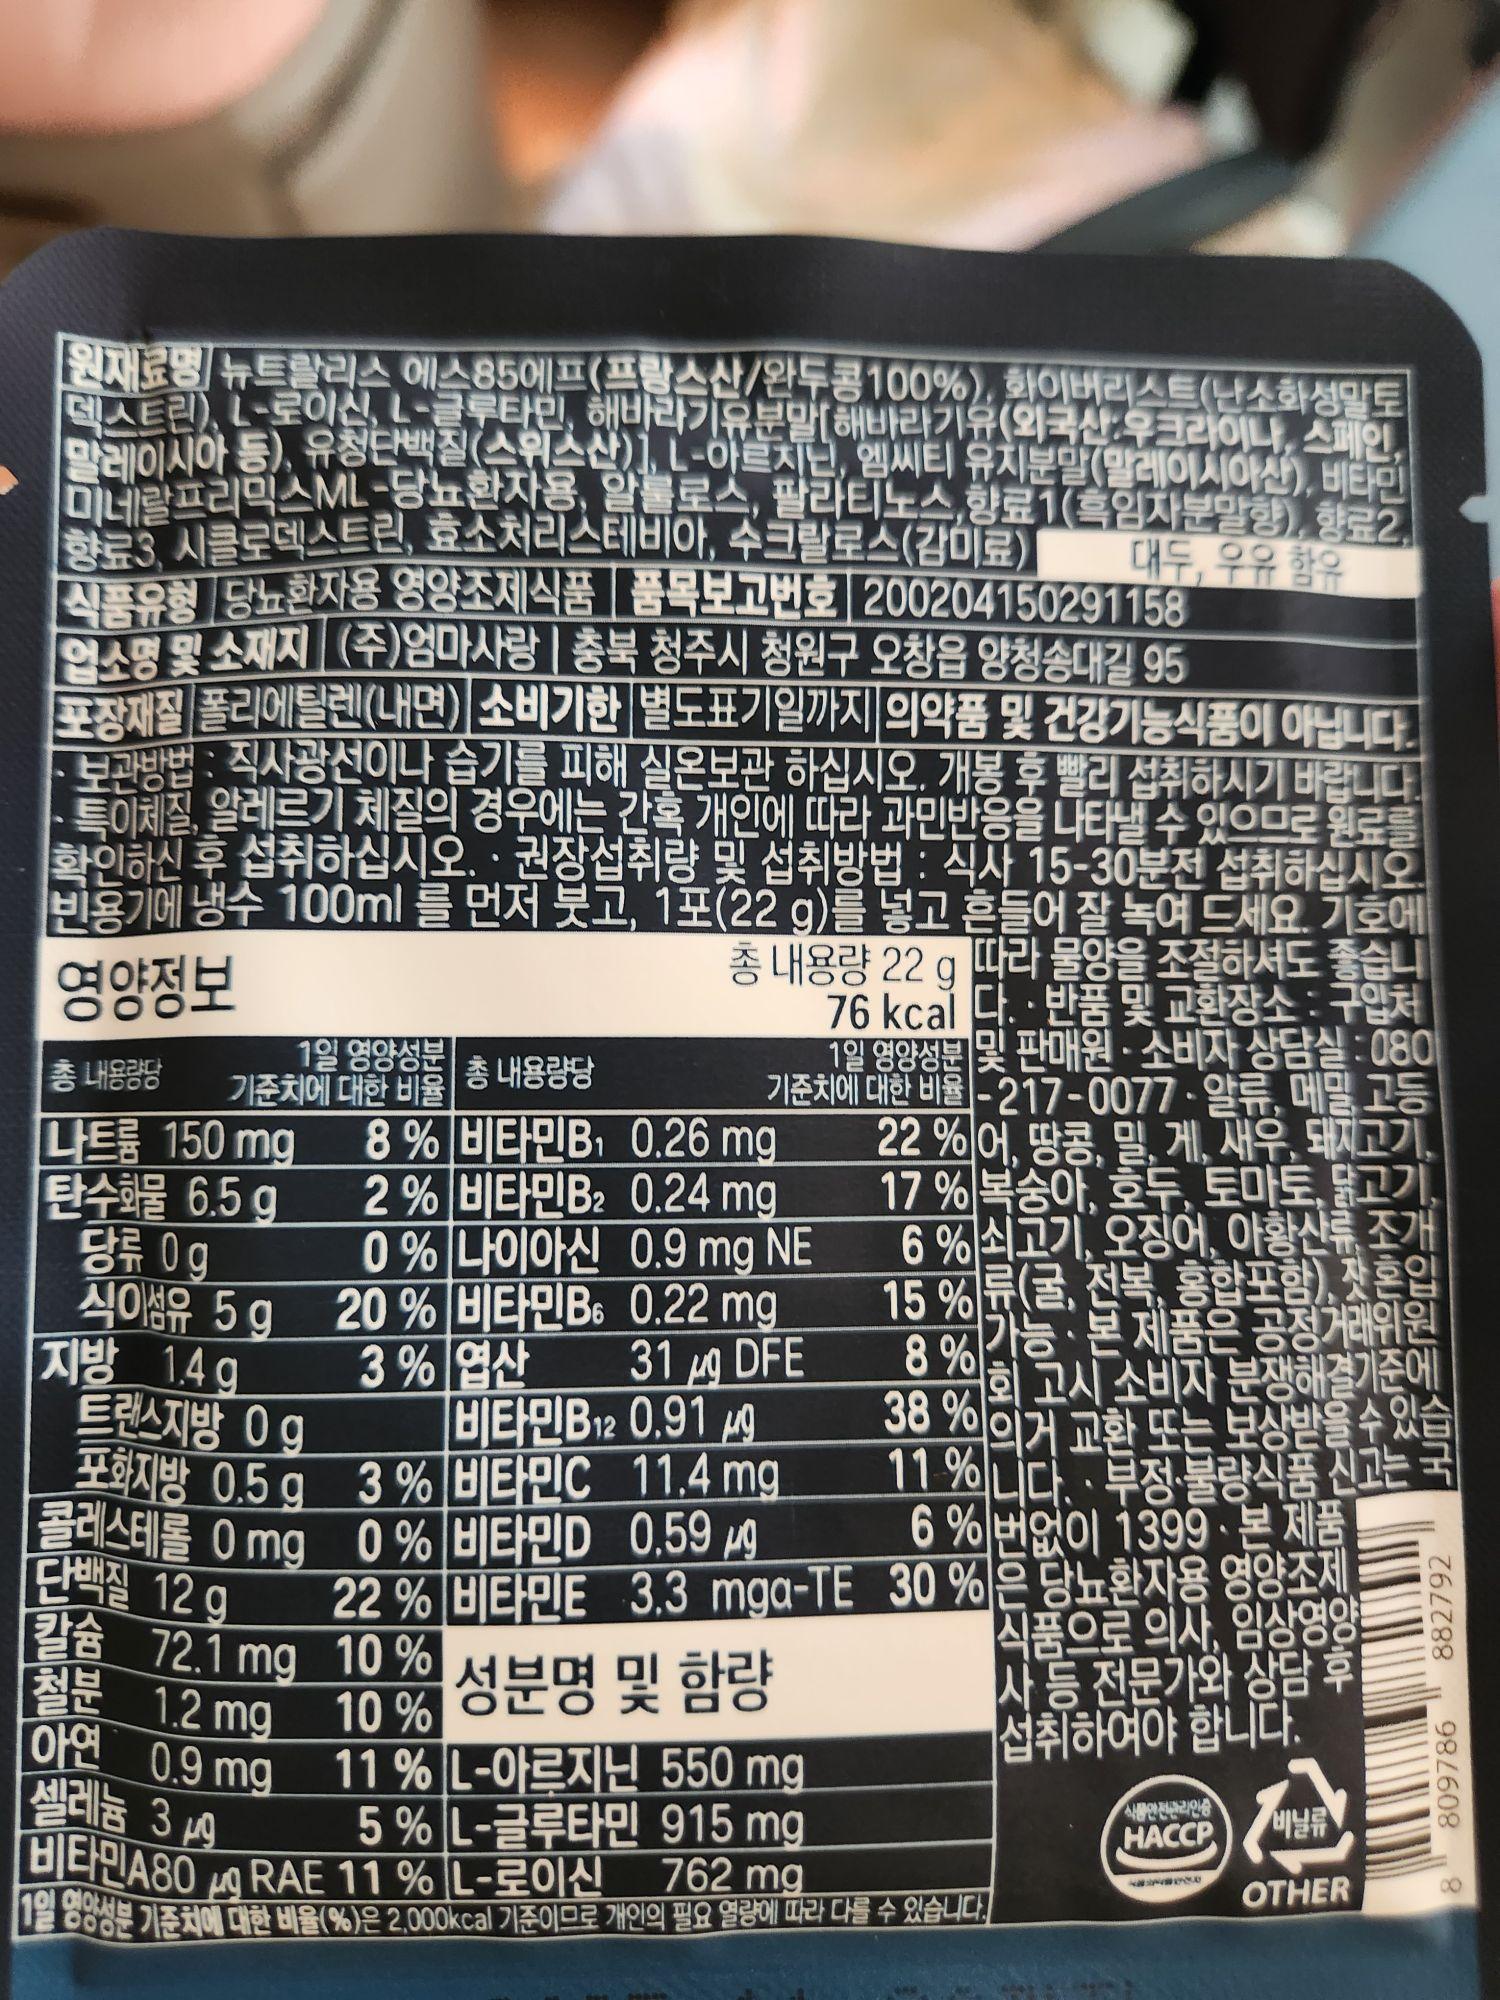 원재료명 뉴트랄리스 에스85에프(프랑스산/완두콩100%), 화이버리스트(난소화성말토
덱스트린), L-로이신, L-글루타민, 해바라기유분말[해바라기유(외국산:우크라이나, 스페인,
말레이시아 등), 유청단백질(스위스산)], L-아르지닌, 엠씨티 유지분말(말레이시아산), 비타민
미네랄프리믹스ML-당뇨환자용, 알룰로스, 팔라티노스, 향료1(흑임자분말향), 향료2,
향료3, 시클로덱스트린, 효소처리스테비아, 수크랄로스(감미료) 대두, 우유 함유
식품유형 당뇨환자용 영양조제식품 품목보고번호 200204150291158
업소명 및 소재지 (주)엄마사랑 | 충북 청주시 청원구 오창읍 양청송대길 95
포장재질 폴리에틸렌(내면) 소비기한 별도표기일까지 의약품 및 건강기능식품이 아닙니다.
· 보관방법 : 직사광선이나 습기를 피해 실온보관 하십시오. 개봉 후 빨리 섭취하시기 바랍니다.
· 특이체질, 알레르기 체질의 경우에는 간혹 개인에 따라 과민반응을 나타낼 수 있으므로 원료를
확인하신 후 섭취하십시오. · 권장섭취량 및 섭취방법 : 식사 15-30분전 섭취하십시오.
빈용기에 냉수 100ml 를 먼저 붓고, 1포(22 g)를 넣고 흔들어 잘 녹여 드세요. 기호에
따라 물양을 조절하셔도 좋습니
다. · 반품 및 교환장소 : 구입처
및 판매원 · 소비자 상담실 : 080
-217-0077 · 알류, 메밀, 고등
어, 땅콩, 밀, 게, 새우, 돼지고기,
복숭아, 호두, 토마토, 닭고기,
쇠고기, 오징어, 아황산류, 조개
류(굴, 전복, 홍합포함), 잣 혼입
가능 · 본 제품은 공정거래위원
회 고시 소비자 분쟁해결기준에
의거 교환 또는 보상받을 수 있습
니다. · 부정·불량식품 신고는 국
번없이 1399 · 본 제품
은 당뇨환자용 영양조제
식품으로 의사, 임상영양
사 등 전문가와 상담 후
섭취하여야 합니다.
영양정보 총 내용량 22 g
76 kcal
총 내용량당 1일 영양성분
기준치에 대한 비율
나트륨 150 mg 8 %
탄수화물 6.5 g 2 %
당류 0 g 0 %
식이섬유 5 g 20 %
지방 1.4 g 3 %
트랜스지방 0 g
포화지방 0.5 g 3 %
콜레스테롤 0 mg 0 %
단백질 12 g 22 %
칼슘 72.1 mg 10 %
철분 1.2 mg 10 %
아연 0.9 mg 11 %
셀레늄 3 μg 5 %
비타민A 80 μg RAE 11 %
총 내용량당 1일 영양성분
기준치에 대한 비율
비타민B1 0.26 mg 22 %
비타민B2 0.24 mg 17 %
나이아신 0.9 mg NE 6 %
비타민B6 0.22 mg 15 %
엽산 31 μg DFE 8 %
비타민B12 0.91 μg 38 %
비타민C 11.4 mg 11 %
비타민D 0.59 μg 6 %
비타민E 3.3 mgα-TE 30 %
성분명 및 함량
L-아르지닌 550 mg
L-글루타민 915 mg
L-로이신 762 mg
1일 영양성분 기준치에 대한 비율(%)은 2,000kcal 기준이므로 개인의 필요 열량에 따라 다를 수 있습니다.
식품안전관리인증
HACCP
비닐류
OTHER
8 809786 882792